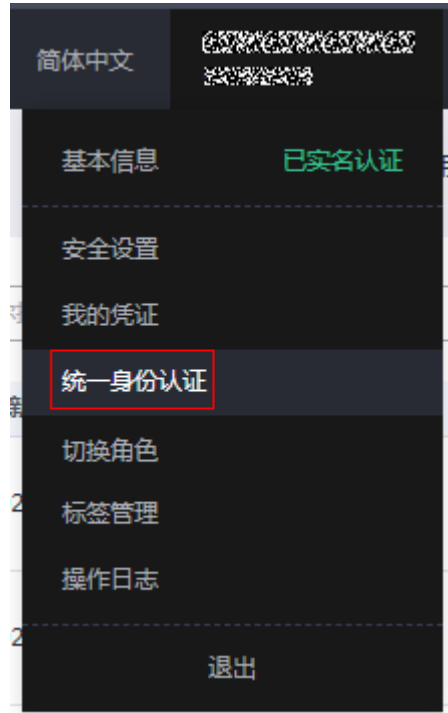 简体中文
基本信息 已实名认证
安全设置
我的凭证
统一身份认证
切换角色
标签管理
操作日志
退出